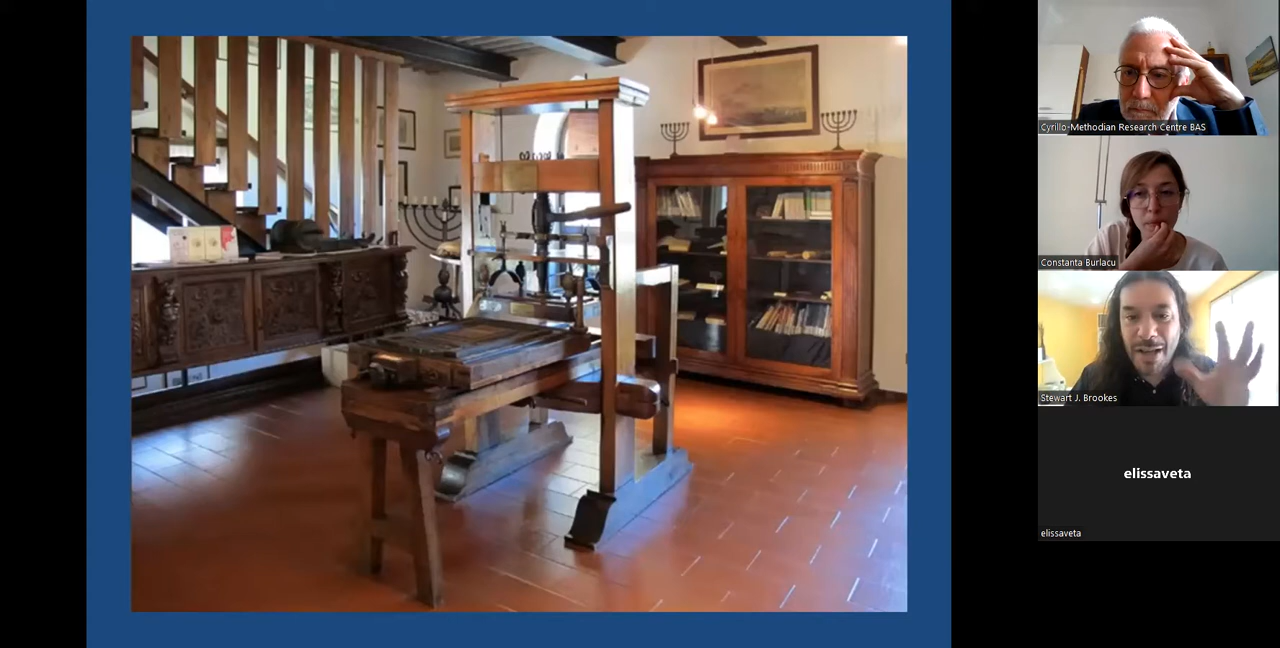 Cyrillo-Methodian Research Centre BAS
Constanta Burlacu
Stewart J. Brookes
elissaveta
elissaveta